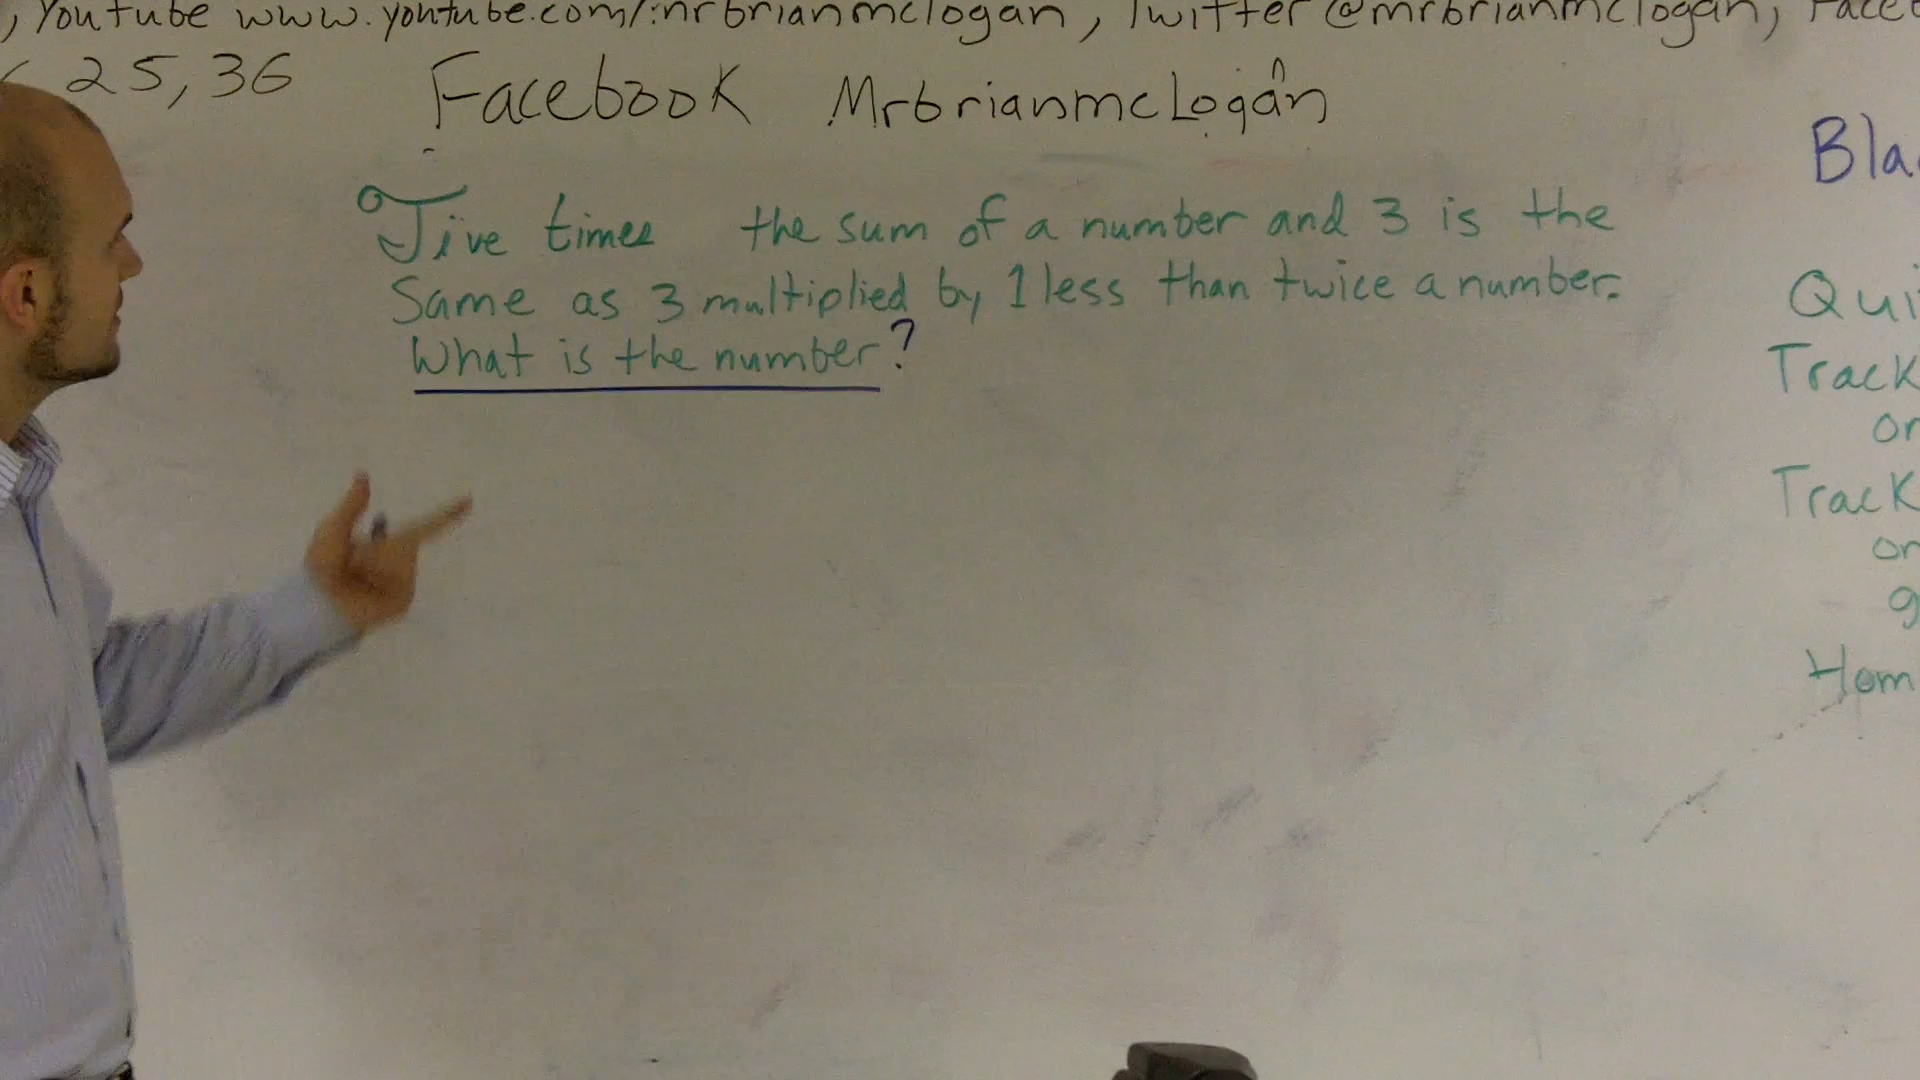 , Youtube www.youtube.com/mrbrianmclogan, Twitter @mrbrianmclogan,
25, 36
Facebook Mrbrianmclogan
Five times the sum of a number and 3 is the
Same as 3 multiplied by 1 less than twice a number.
What is the number?
Bla
Qui
Track
or
Track
or
g
Hom